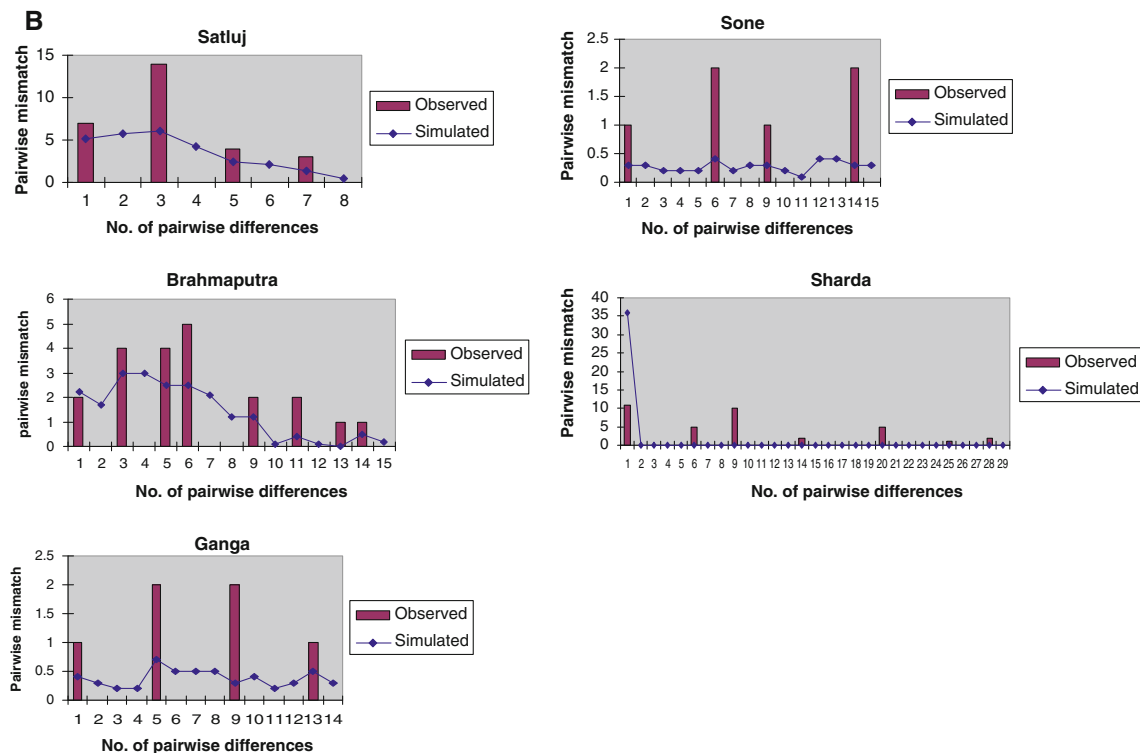 B
Satluj
Pairwise mismatch
15
10
5
0
1 2 3 4 5 6 7 8
No. of pairwise differences
Observed
Simulated
Sone
Pairwise mismatch
2.5
2
1.5
1
0.5
0
1 2 3 4 5 6 7 8 9 10 11 12 13 14 15
No. of pairwise differences
Observed
Simulated
Brahmaputra
pairwise mismatch
6
5
4
3
2
1
0
1 2 3 4 5 6 7 8 9 10 11 12 13 14 15
No. of pairwise differences
Observed
Simulated
Sharda
Pairwise mismatch
40
35
30
25
20
15
10
5
0
1 2 3 4 5 6 7 8 9 10 11 12 13 14 15 16 17 18 19 20 21 22 23 24 25 26 27 28 29
No. of pairwise differences
Observed
Simulated
Ganga
Pairwise mismatch
2.5
2
1.5
1
0.5
0
1 2 3 4 5 6 7 8 9 10 11 12 13 14
No. of pairwise differences
Observed
Simulated